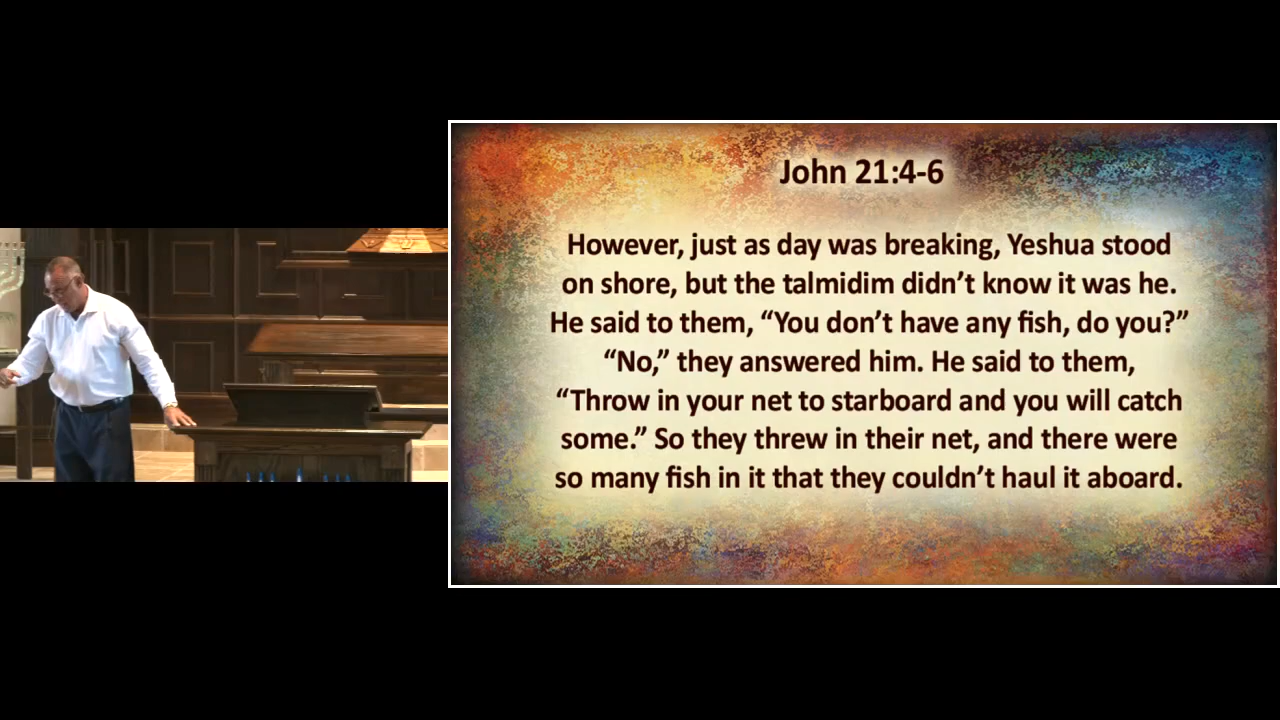 John 21:4-6
However, just as day was breaking, Yeshua stood
on shore, but the talmidim didn’t know it was he.
He said to them, “You don’t have any fish, do you?”
“No,” they answered him. He said to them,
“Throw in your net to starboard and you will catch
some.” So they threw in their net, and there were
so many fish in it that they couldn’t haul it aboard.